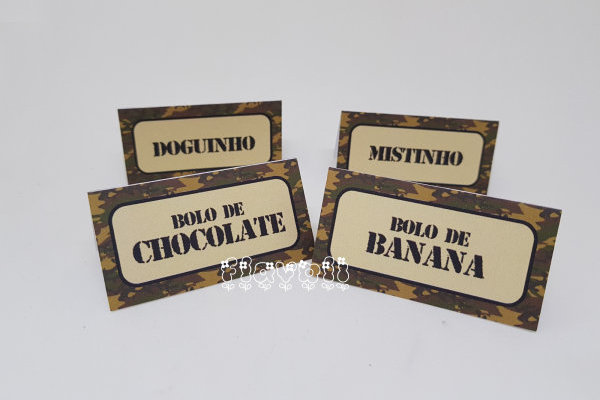 DOGUINHO
MISTINHO
BOLO DE
CHOCOLATE
BOLO DE
BANANA